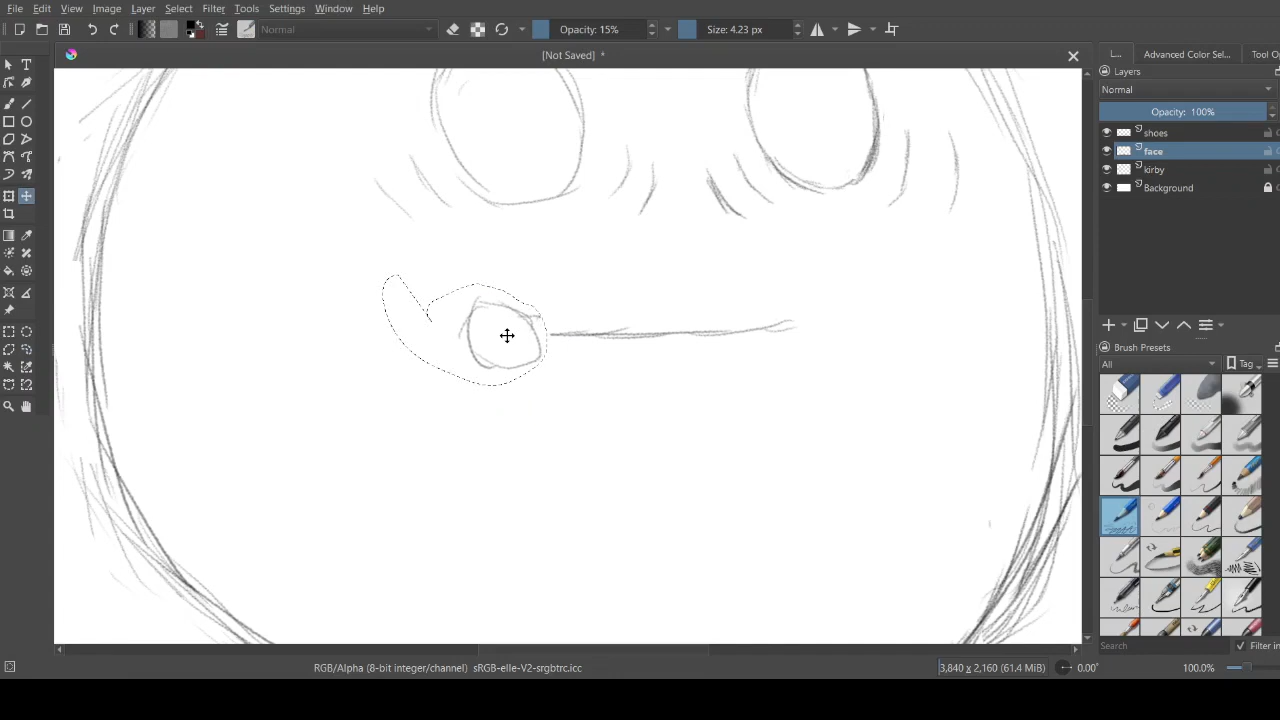 File Edit View Image Layer Select Filter Tools Settings Window Help
Normal Opacity: 15% Size: 4.23 px
[Not Saved] *
Advanced Color Sel... Tool Op
Layers
Normal
Opacity: 100%
shoes
face
kirby
Background
Brush Presets
All Tag
Search Filter in
RGB/Alpha (8-bit integer/channel) sRGB-elle-V2-srgbtrc.icc 3,840 x 2,160 (61.4 MiB) 0.00° 100.0%